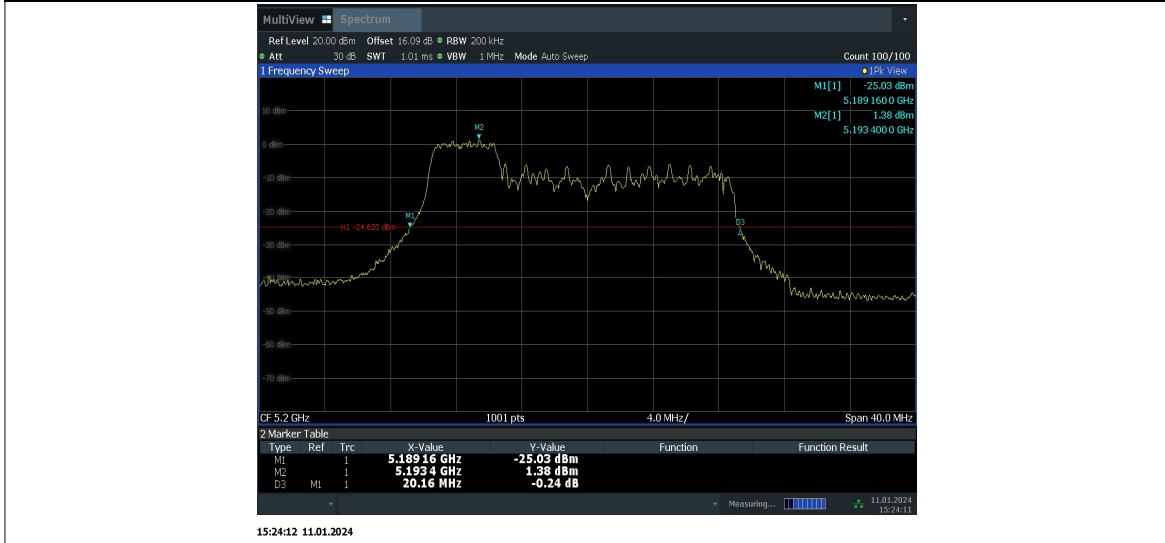 MultiView Spectrum
Ref Level 20.00 dBm Offset 16.09 dB RBW 200 kHz
Att 30 dB SWT 1.01 ms VBW 1 MHz Mode Auto Sweep Count 100/100
1 Frequency Sweep 1Pk View
M1[1] -25.03 dBm
5.189 160 0 GHz
M2[1] 1.38 dBm
5.193 400 0 GHz
10 dBm
M2
0 dBm
-10 dBm
-20 dBm
M1
H1 -24.620 dBm
D3
-30 dBm
-50 dBm
-60 dBm
-70 dBm
CF 5.2 GHz 1001 pts 4.0 MHz/ Span 40.0 MHz
2 Marker Table
Type Ref Trc X-Value Y-Value Function Function Result
M1 1 5.189 16 GHz -25.03 dBm
M2 1 5.193 4 GHz 1.38 dBm
D3 M1 1 20.16 MHz -0.24 dB
Measuring... 11.01.2024
15:24:11
15:24:12 11.01.2024